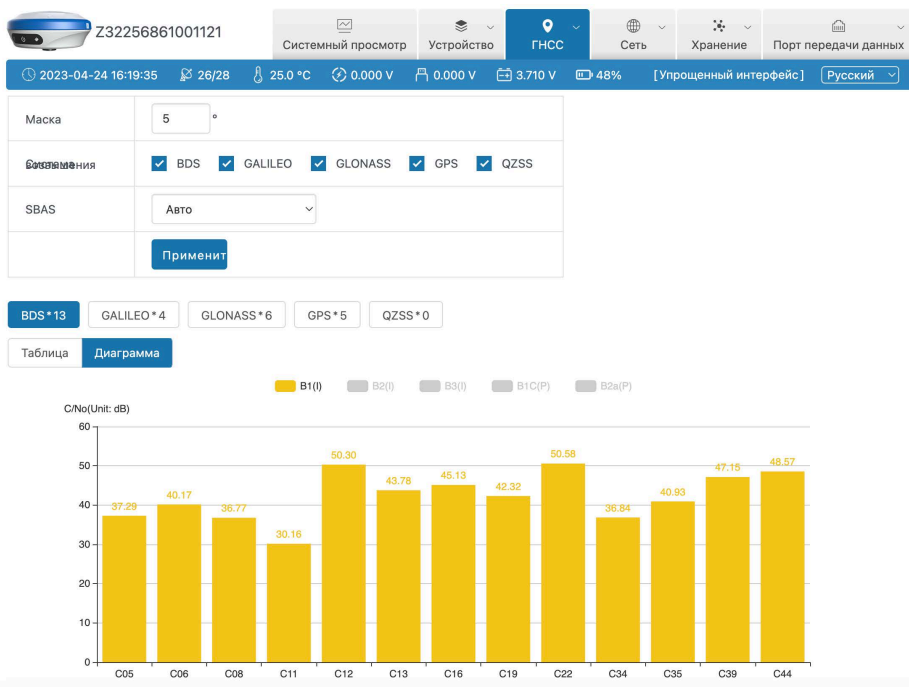 Z3225686100​1121
Системный просмотр
Устройство
ГНСС
Сеть
Хранение
Порт передачи данных
2023-04-24 16:19:35 26/28 25.0 °C 0.000 V 0.000 V 3.710 V 48% [Упрощенный интерфейс] Русский
Маска 5 °
Система
возвышения
BDS GALILEO GLONASS GPS QZSS
SBAS Авто
Применит
BDS*13 GALILEO*4 GLONASS*6 GPS*5 QZSS*0
Таблица Диаграмма
B1(I) B2(I) B3(I) B1C(P) B2a(P)
C/No(Unit: dB)
60
50
40
30
20
10
0
37.29 40.17 36.77 30.16 50.30 43.78 45.13 42.32 50.58 36.84 40.93 47.15 48.57
C05 C06 C08 C11 C12 C13 C16 C19 C22 C34 C35 C39 C44